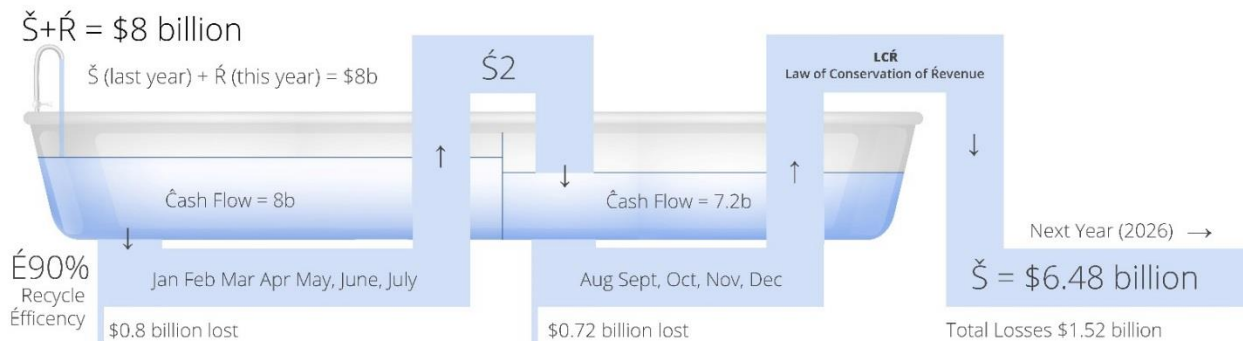 Š+Ŕ = $8 billion
Š (last year) + Ŕ (this year) = $8b
Ś2
LCŔ
Law of Conservation of Ŕevenue
Ĉash Flow = 8b
Ĉash Flow = 7.2b
Next Year (2026) →
É90%
Recycle
Éfficency
Jan Feb Mar Apr May, June, July
Aug Sept, Oct, Nov, Dec
Š = $6.48 billion
$0.8 billion lost
$0.72 billion lost
Total Losses $1.52 billion